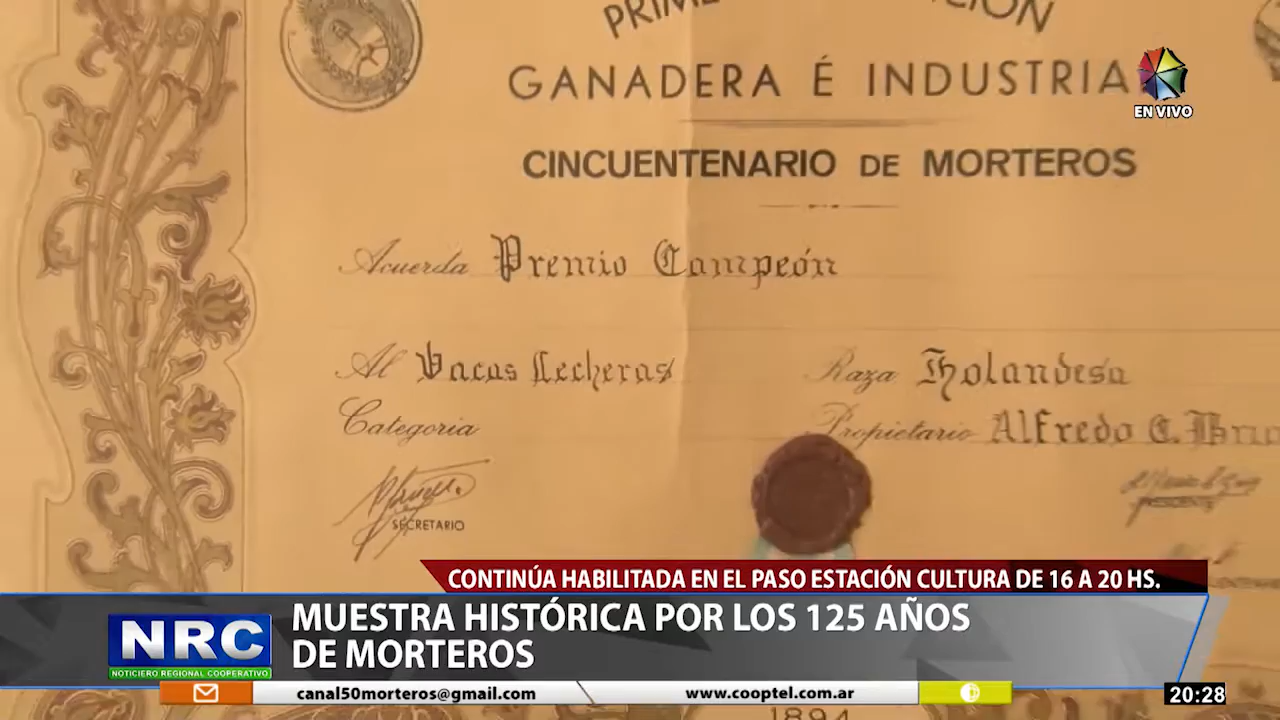 GANADERA É INDUSTRIA
EN VIVO
CINCUENTENARIO DE MORTEROS
Acuerda Premio Campeón
Al Vacas Lecheras
Raza Holandesa
Categoria
Propietario Alfredo C.
SECRETARIO
CONTINÚA HABILITADA EN EL PASO ESTACIÓN CULTURA DE 16 A 20 HS.
MUESTRA HISTÓRICA POR LOS 125 AÑOS
DE MORTEROS
NRC
NOTICIERO REGIONAL COOPERATIVO
canal50morteros@gmail.com
www.cooptel.com.ar
20:28
1894